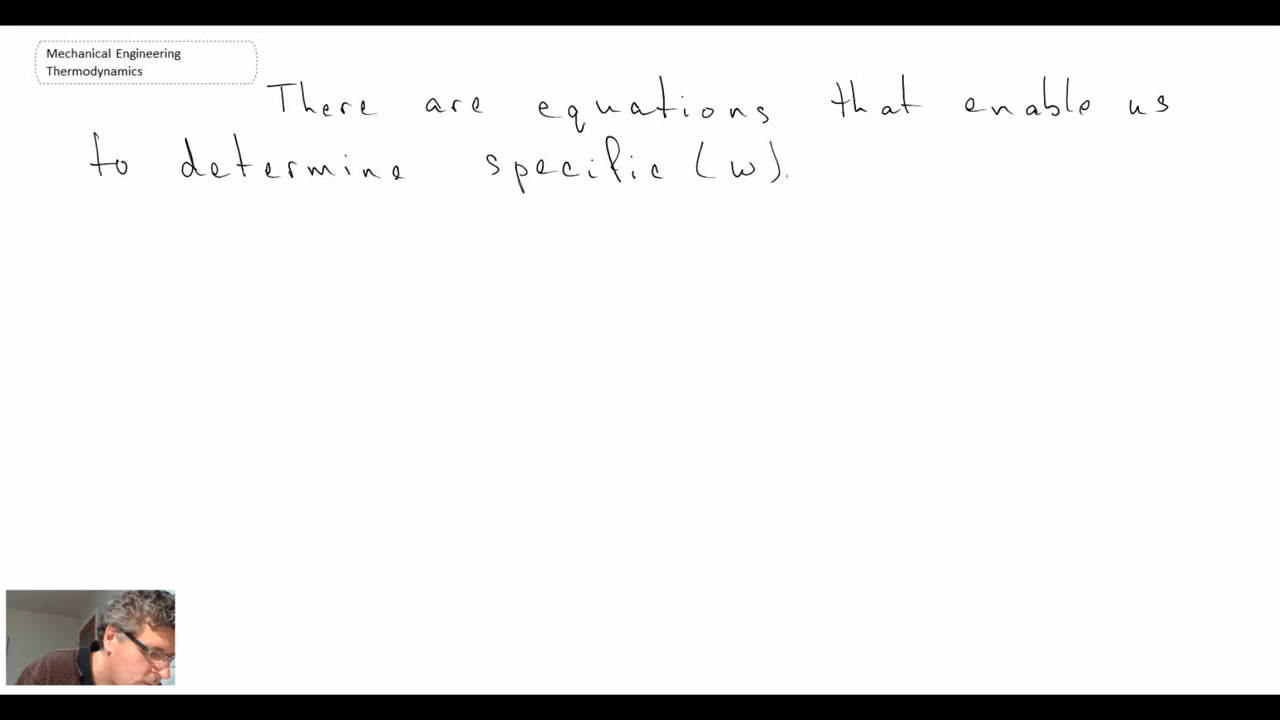 Mechanical Engineering
Thermodynamics
There are equations that enable us
to determine specific (w).